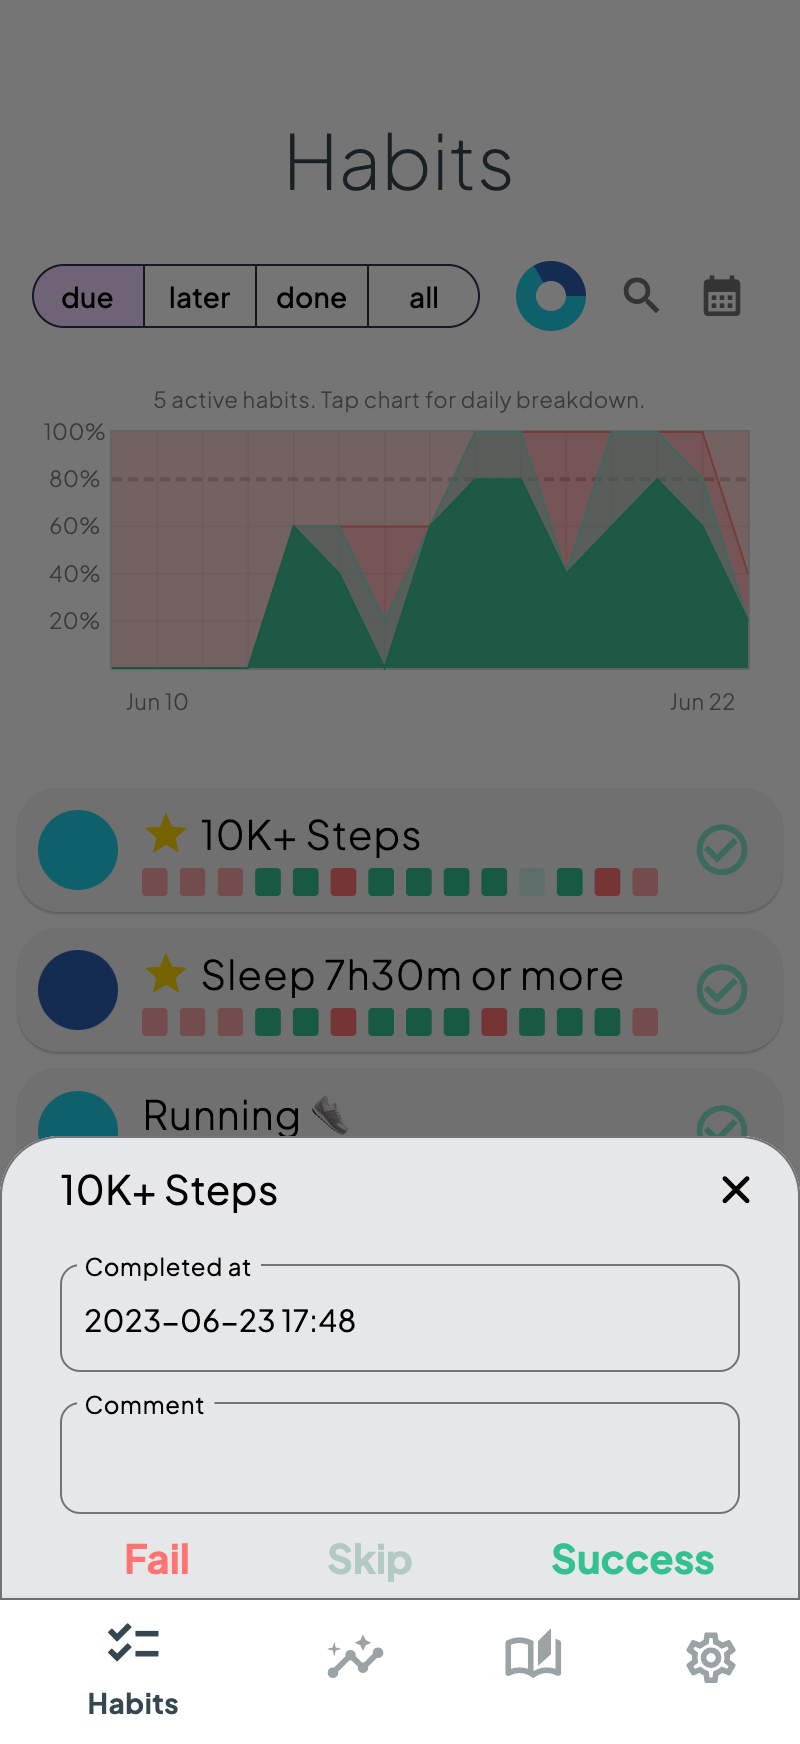 Habits
due later done all
5 active habits. Tap chart for daily breakdown.
100%
80%
60%
40%
20%
Jun 10 Jun 22
10K+ Steps
Sleep 7h30m or more
Running
10K+ Steps
Completed at
2023-06-23 17:48
Comment
Fail Skip Success
Habits